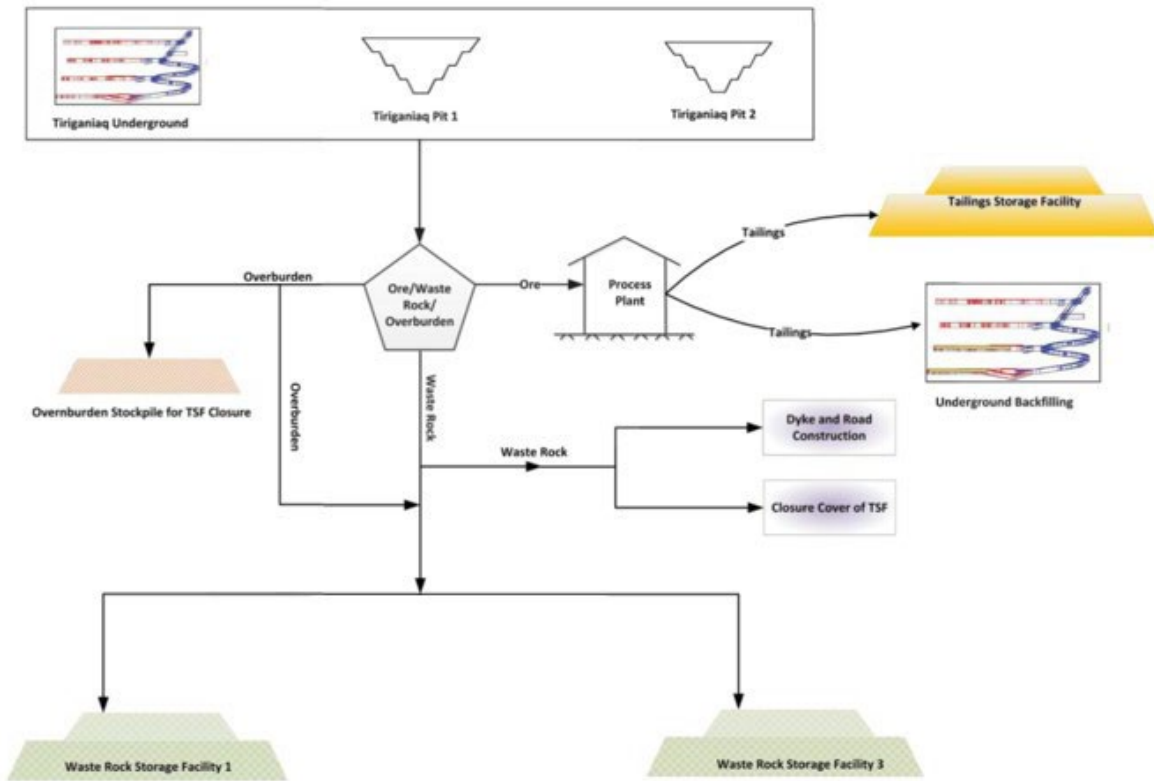 Tiriganiaq Underground
Tiriganiaq Pit 1
Tiriganiaq Pit 2
Tailings Storage Facility
Tailings
Overburden
Ore/Waste
Rock/
Overburden
Ore
Process
Plant
Tailings
Underground Backfilling
Overnburden Stockpile for TSF Closure
Overburden
Waste Rock
Waste Rock
Dyke and Road
Construction
Closure Cover of TSF
Waste Rock Storage Facility 1
Waste Rock Storage Facility 3